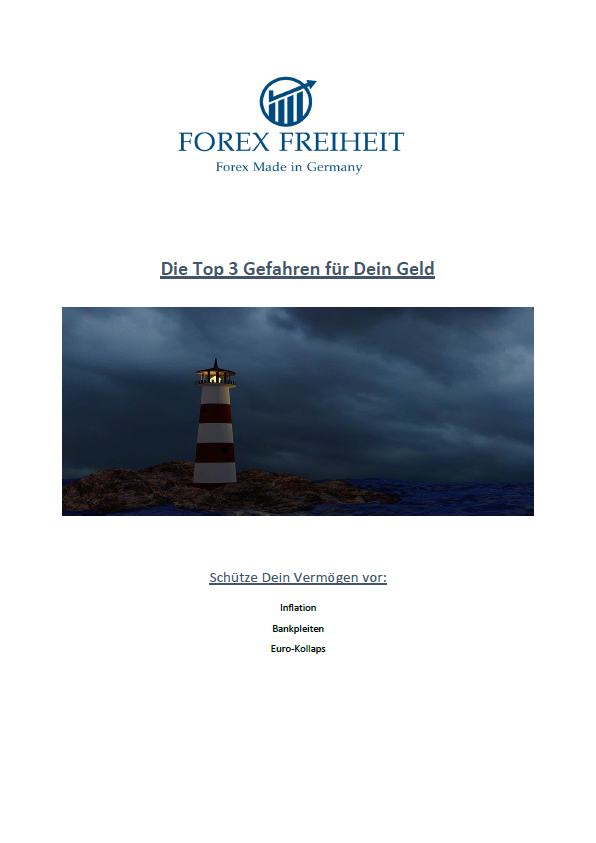 FOREX FREIHEIT
Forex Made in Germany
Die Top 3 Gefahren für Dein Geld
Schütze Dein Vermögen vor:
Inflation
Bankpleiten
Euro-Kollaps